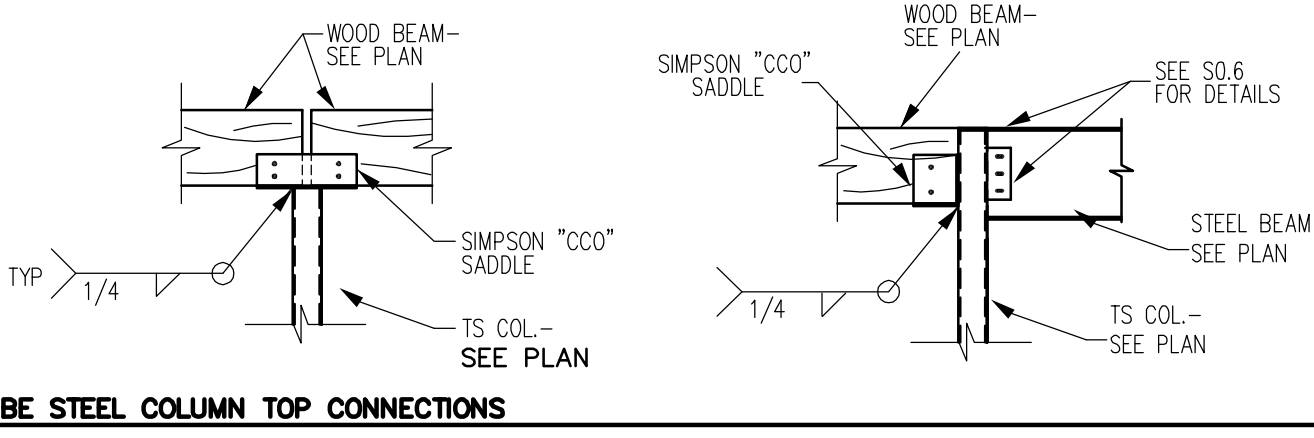 WOOD BEAM–
SEE PLAN
SIMPSON "CCO"
SADDLE
TYP
1/4
TS COL.–
SEE PLAN
WOOD BEAM–
SEE PLAN
SIMPSON "CCO"
SADDLE
SEE S0.6
FOR DETAILS
STEEL BEAM
SEE PLAN
1/4
TS COL.–
SEE PLAN
BE STEEL COLUMN TOP CONNECTIONS